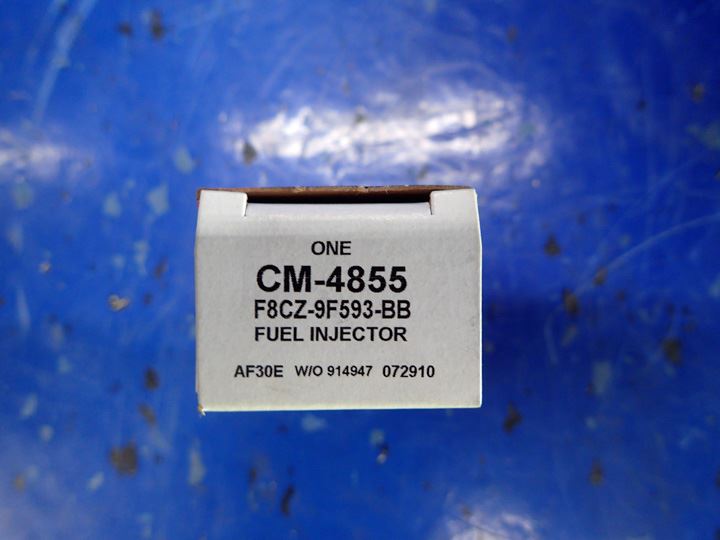 ONE
CM-4855
F8CZ-9F593-BB
FUEL INJECTOR
AF30E W/O 914947 072910